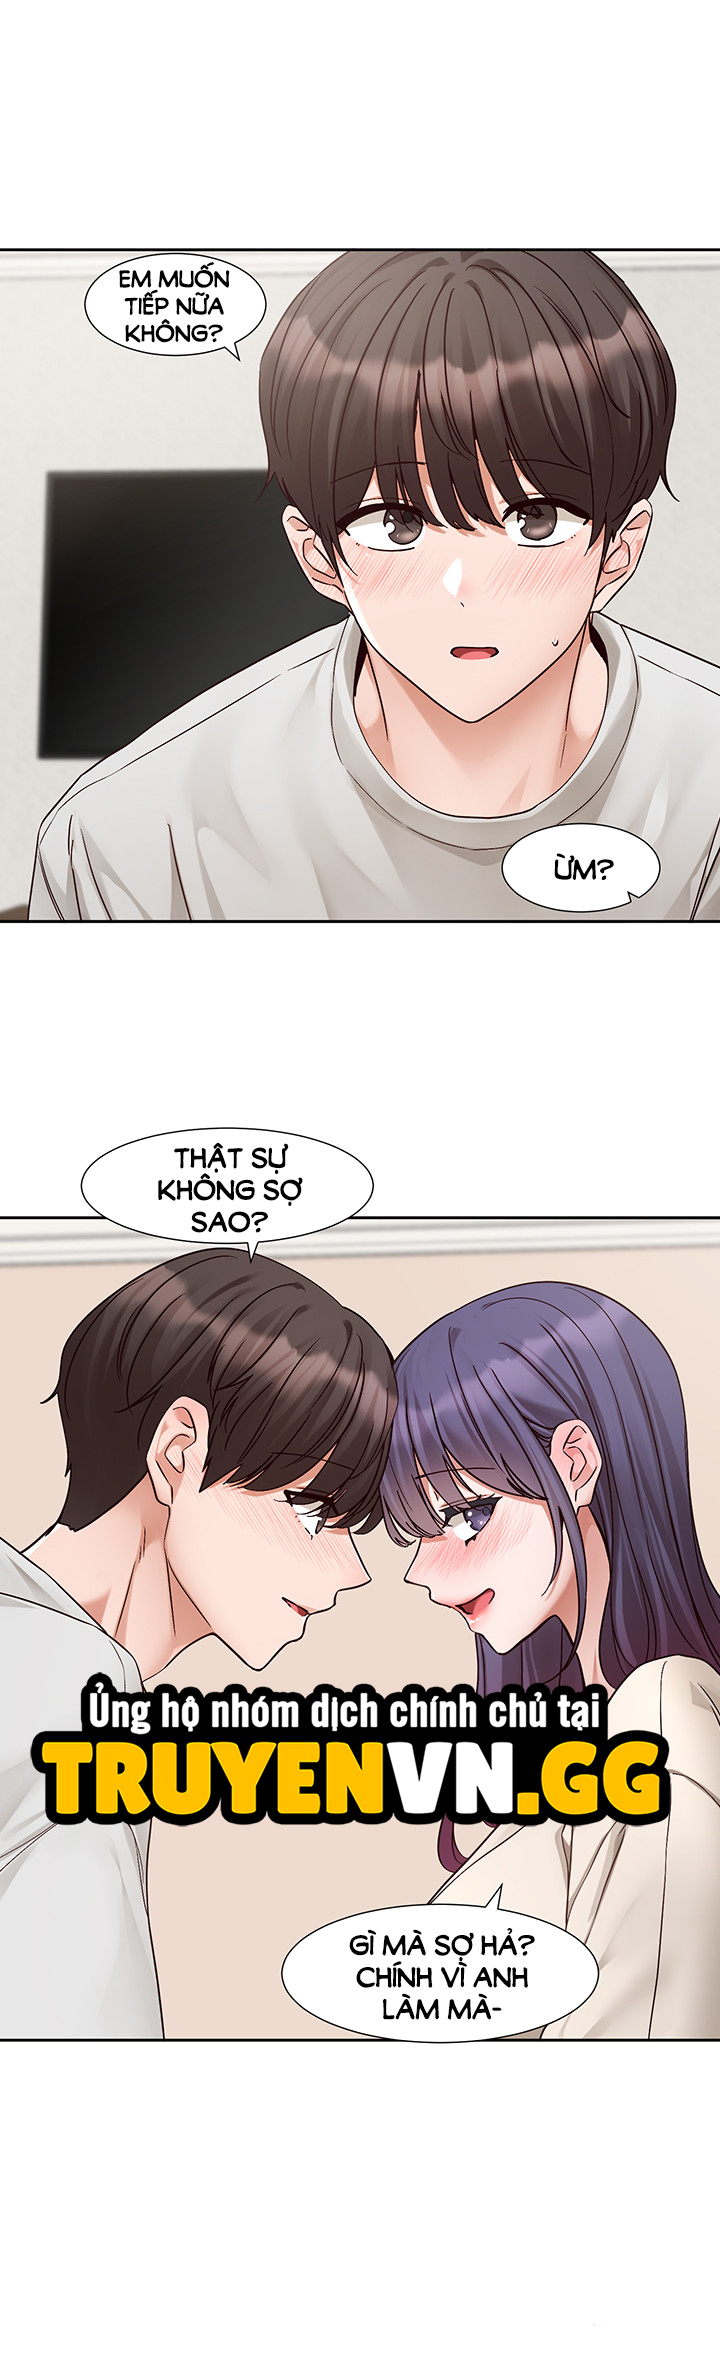 EM MUỐN
TIẾP NỮA
KHÔNG?
ỪM?
THẬT SỰ
KHÔNG SỢ
SAO?
Ủng hộ nhóm dịch chính chủ tại
TRUYENVN.GG
GÌ MÀ SỢ HẢ?
CHÍNH VÌ ANH
LÀM MÀ-